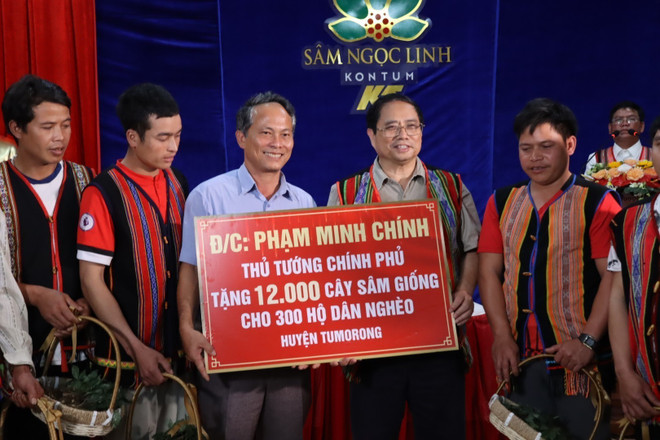 SÂM NGỌC LINH
KONTUM
Đ/C: PHẠM MINH CHÍNH
THỦ TƯỚNG CHÍNH PHỦ
TẶNG 12.000 CÂY SÂM GIỐNG
CHO 300 HỘ DÂN NGHÈO
HUYỆN TUMORONG